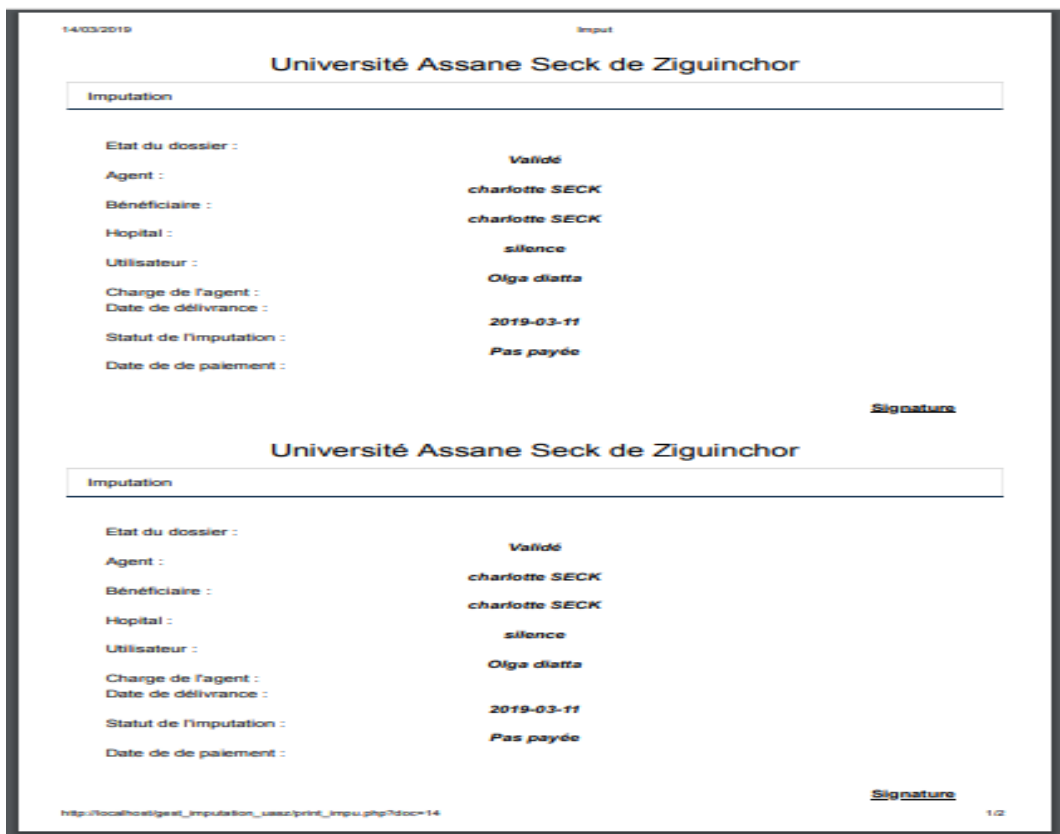 14/03/2019 Imput
Université Assane Seck de Ziguinchor
Imputation
Etat du dossier :
Validé
Agent :
charlotte SECK
Bénéficiaire :
charlotte SECK
Hopital :
silence
Utilisateur :
Olga diatta
Charge de l'agent :
Date de délivrance :
2019-03-11
Statut de l'imputation :
Pas payée
Date de de paiement :
Signature
Université Assane Seck de Ziguinchor
Imputation
Etat du dossier :
Validé
Agent :
charlotte SECK
Bénéficiaire :
charlotte SECK
Hopital :
silence
Utilisateur :
Olga diatta
Charge de l'agent :
Date de délivrance :
2019-03-11
Statut de l'imputation :
Pas payée
Date de de paiement :
Signature
http://localhost/gest_imputation_uasz/print_impu.php?doc=14 1/2